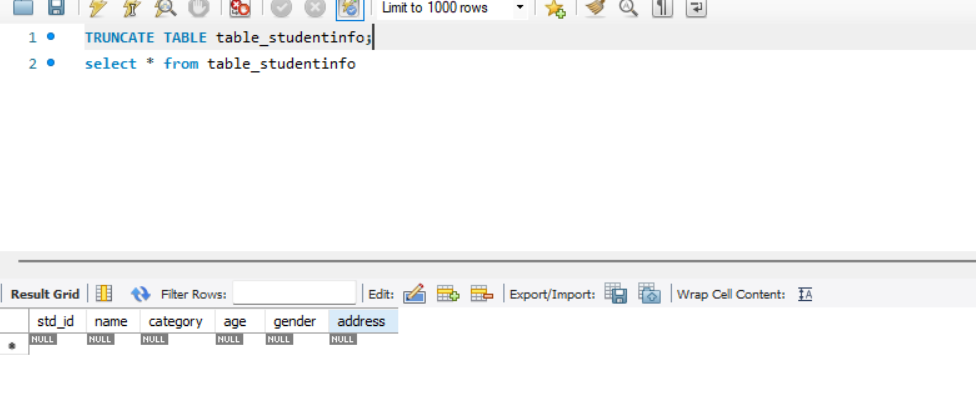 Limit to 1000 rows
1 TRUNCATE TABLE table_studentinfo;
2 select * from table_studentinfo
Result Grid Filter Rows: Edit: Export/Import: Wrap Cell Content: IA
std_id name category age gender address
NULL NULL NULL NULL NULL NULL